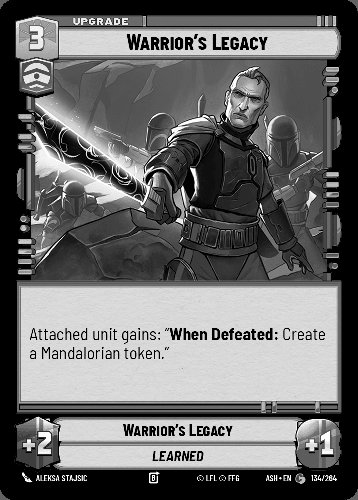 UPGRADE
3
WARRIOR'S LEGACY
Attached unit gains: "When Defeated: Create
a Mandalorian token."
+2
WARRIOR'S LEGACY
+1
LEARNED
ALEKSA STAJSIC
© LFL © FFG
ASH • EN
134/264